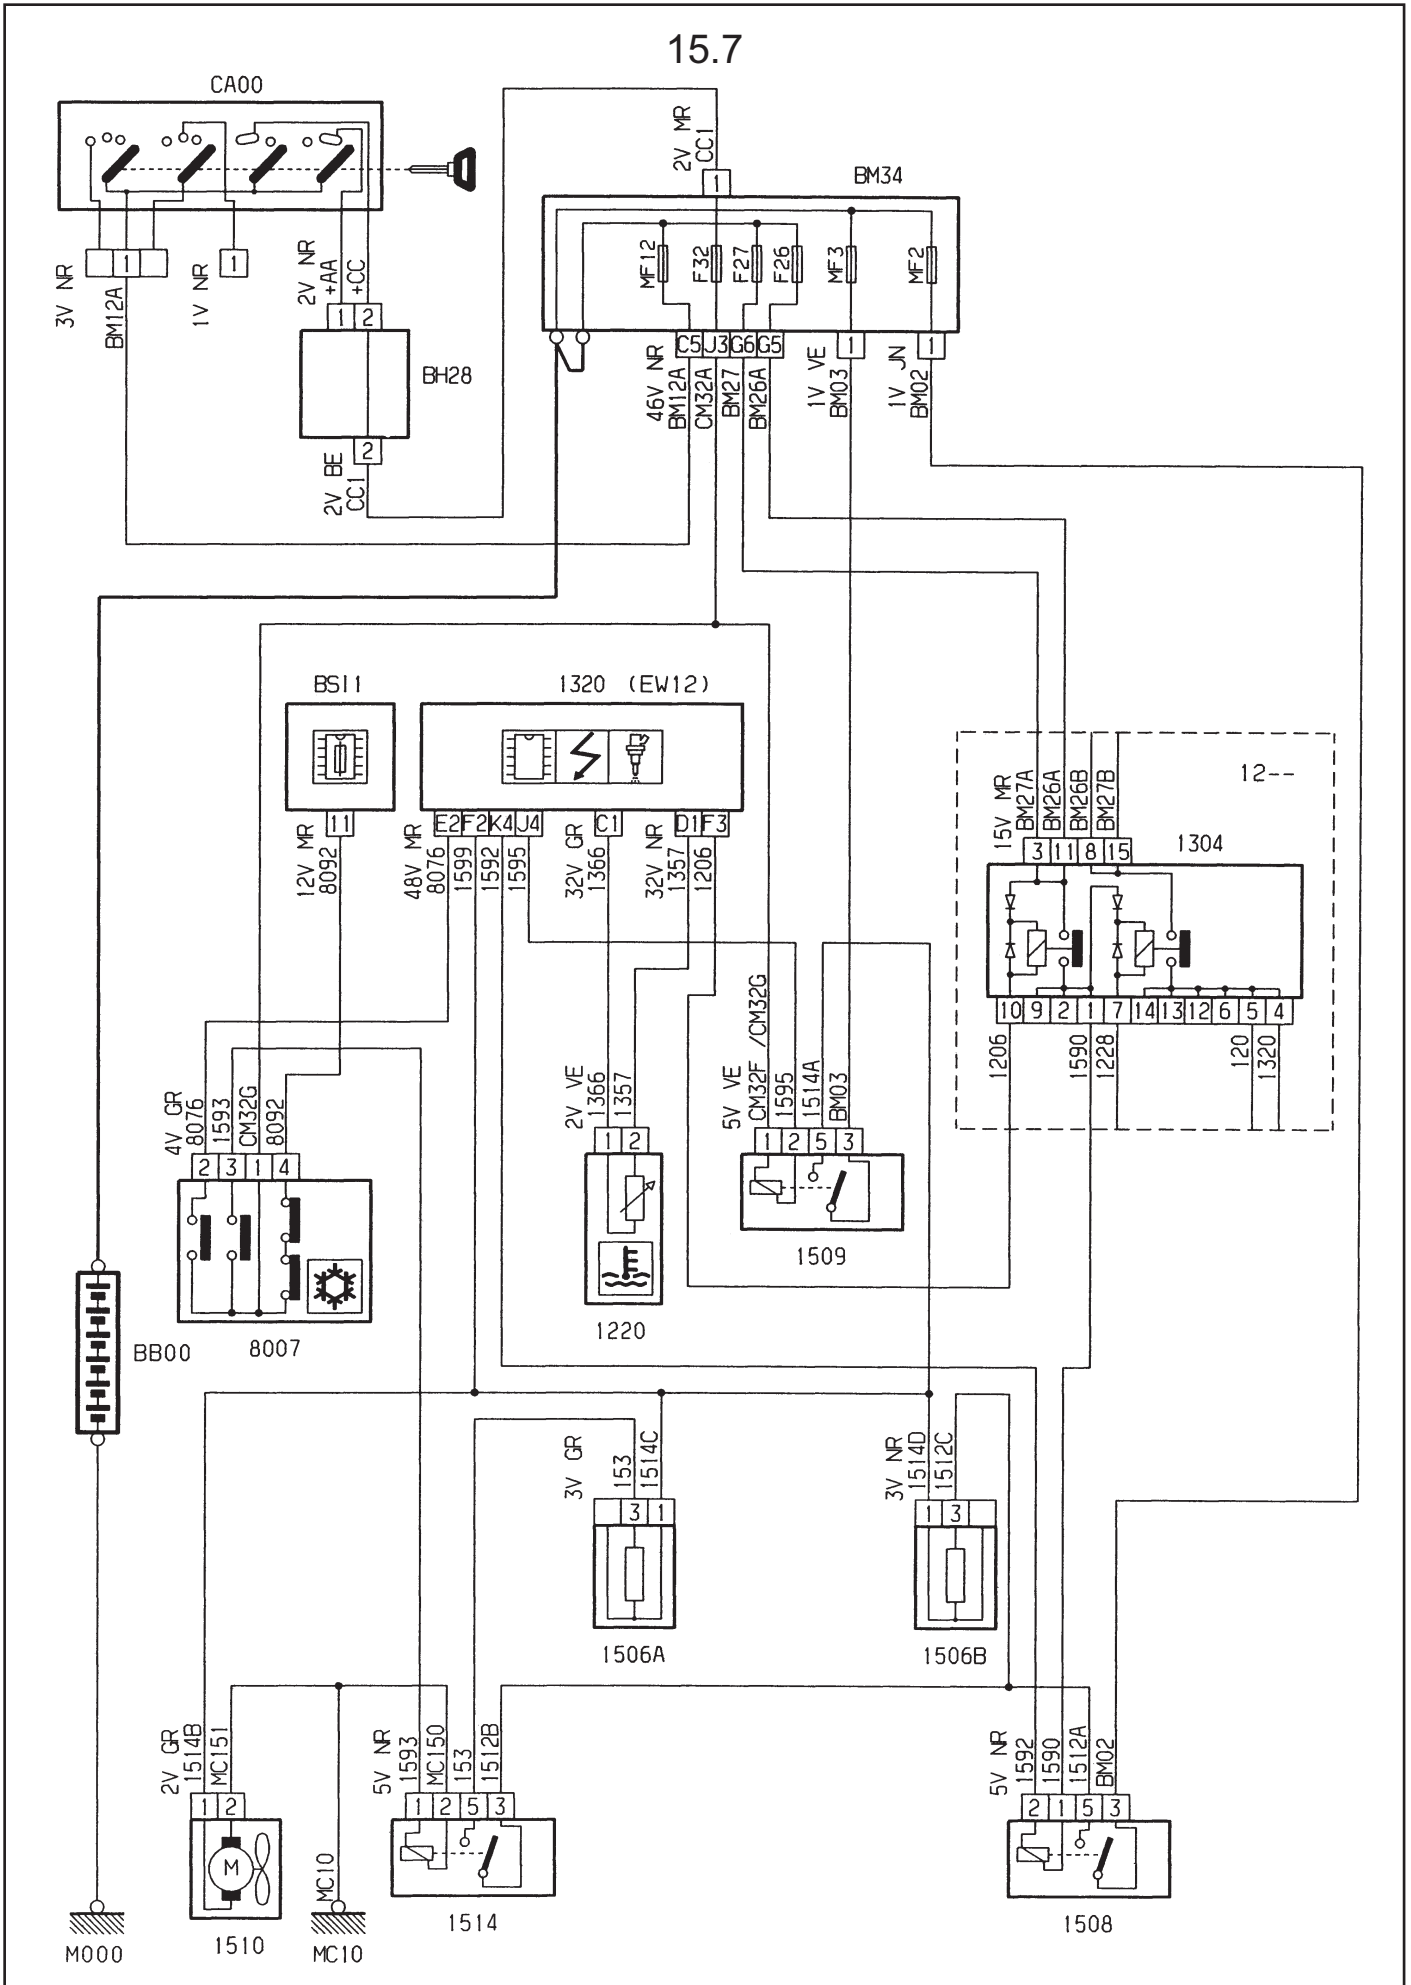 15.7
CA00
2V MR
CC1
1
BM34
MF12
F32
F27
F26
MF3
MF2
3V NR
1
BM12A
1V NR
1
2V NR
+AA
+CC
1 2
BH28
2
2V BE
CC1
C5 J3 G6 G5
1
1
46V NR
BM12A
CM32A
BM27
BM26A
1V VE
BM03
1V JN
BM02
BSI1
1320 (EW12)
11
12V MR
8092
E2 F2 K4 J4
C1
D1 F3
48V MR
8076
1599
1592
1595
32V GR
1366
32V NR
1357
1206
12--
15V MR
BM27A
BM26A
BM26B
BM27B
3 11 8 15
1304
10 9 2 1 7 14 13 12 6 5 4
1206
1590
1228
120
1320
4V GR
8076
1593
CM32G
8092
2 3 1 4
8007
2V VE
1366
1357
1 2
1220
5V VE
CM32F /CM32G
1595
1514A
BM03
1 2 5 3
1509
BB00
3V GR
153
1514C
3 1
1506A
3V NR
1514D
1512C
1 3
1506B
2V GR
1514B
MC151
1 2
M
1510
MC10
MC10
5V NR
1593
MC150
153
1512B
1 2 5 3
1514
5V NR
1592
1590
1512A
BM02
2 1 5 3
1508
M000